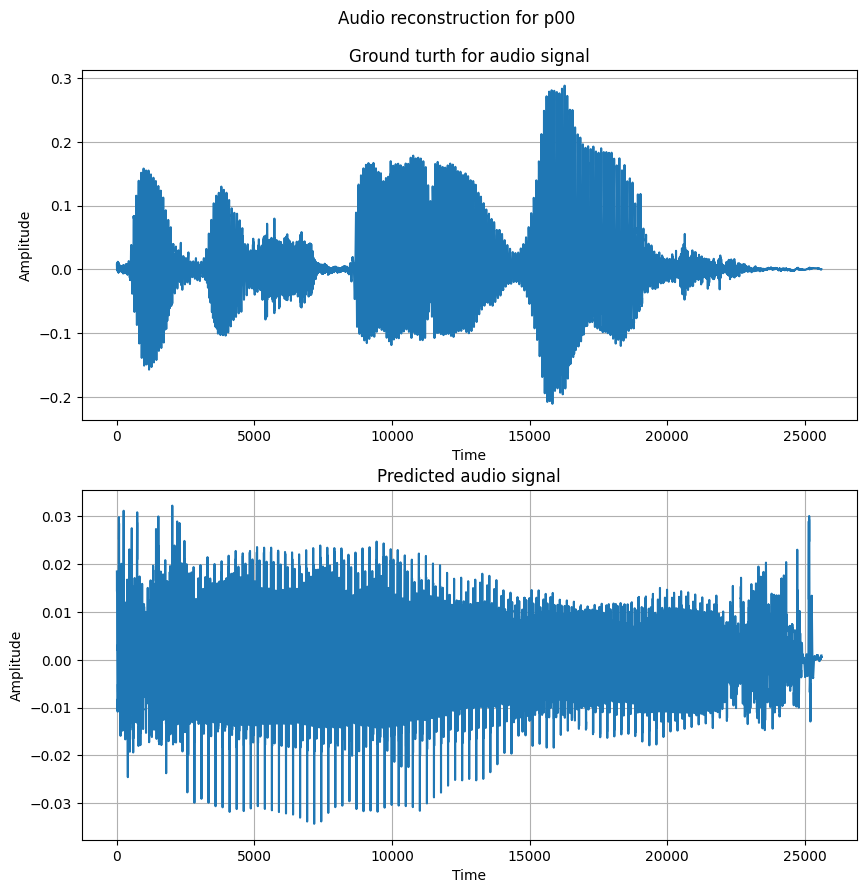 Audio reconstruction for p00
Ground turth for audio signal
0.3
0.2
0.1
0.0
−0.1
−0.2
Amplitude
0 5000 10000 15000 20000 25000
Time
Predicted audio signal
0.03
0.02
0.01
0.00
−0.01
−0.02
−0.03
Amplitude
0 5000 10000 15000 20000 25000
Time